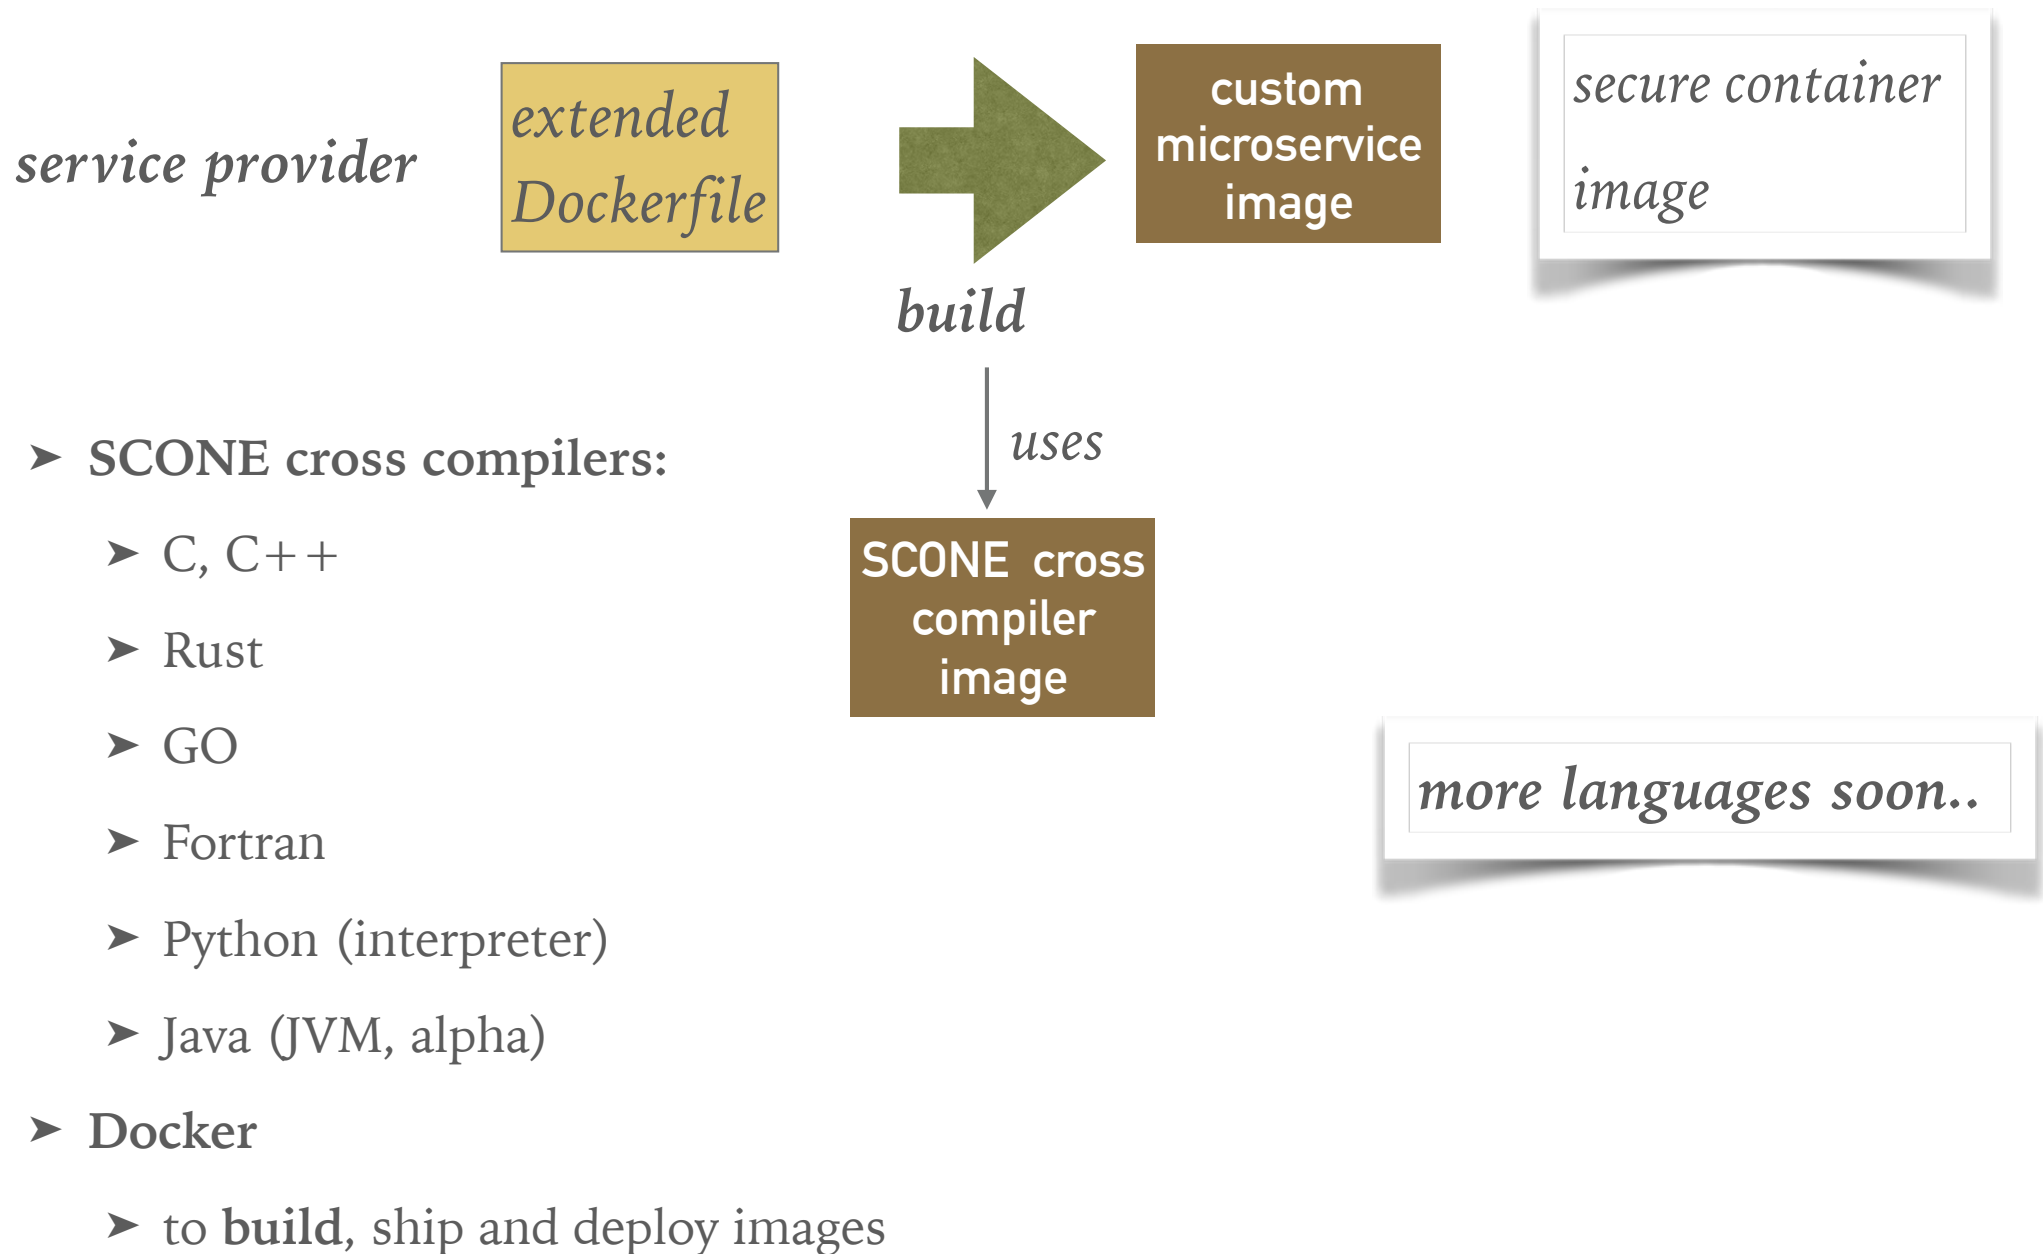 service provider
extended
Dockerfile
build
custom
microservice
image
secure container
image
uses
SCONE cross
compiler
image
➤ SCONE cross compilers:
➤ C, C++
➤ Rust
➤ GO
➤ Fortran
➤ Python (interpreter)
➤ Java (JVM, alpha)
➤ Docker
➤ to build, ship and deploy images
more languages soon..